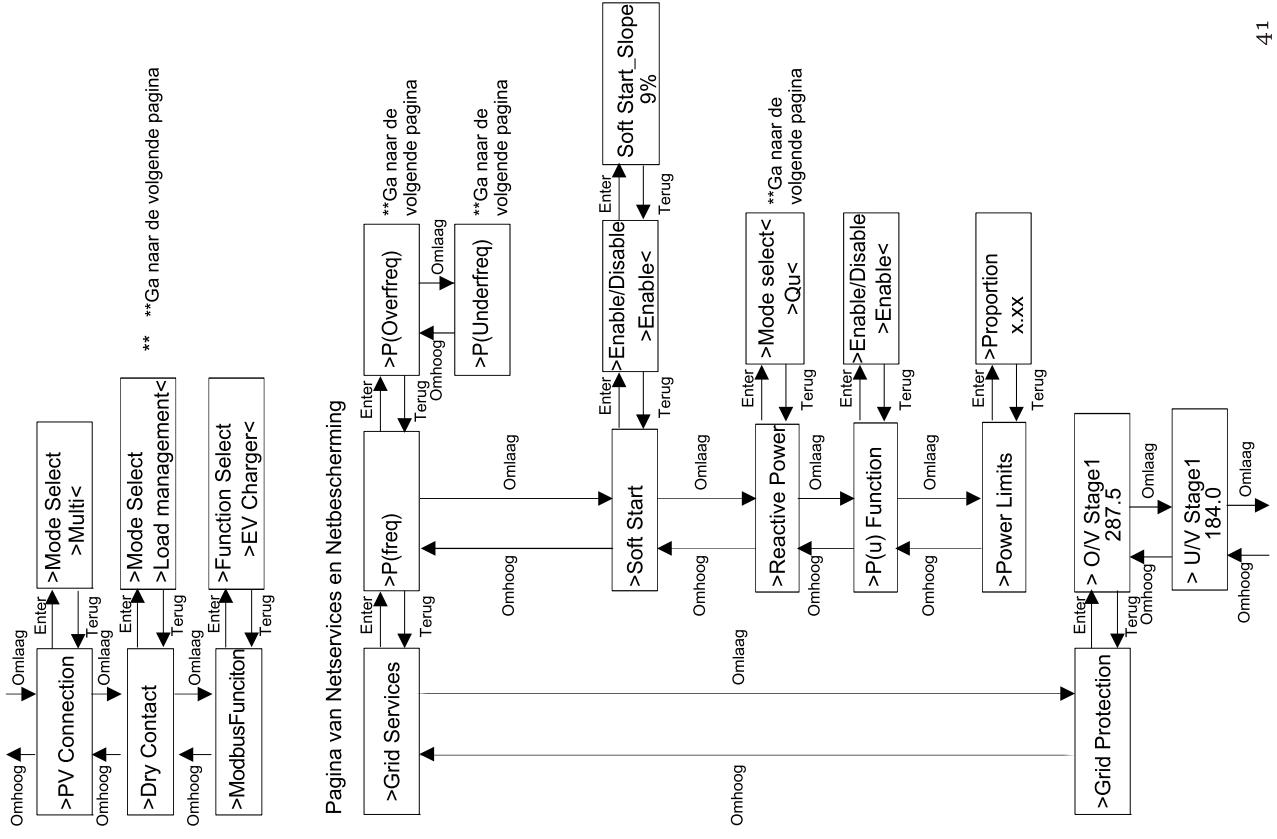 Omhoog
Omlaag
>PV Connection
Enter
Terug
>Mode Select
>Multi<
Omhoog
Omlaag
>Dry Contact
Enter
Terug
>Mode Select
>Load management<
**
**Ga naar de volgende pagina
Omhoog
Omlaag
>ModbusFunciton
Enter
Terug
>Function Select
>EV Charger<
Pagina van Netservices en Netbescherming
>Grid Services
Enter
Terug
>P(freq)
Enter
Terug
>P(Overfreq)
**Ga naar de
volgende pagina
Omhoog
Omlaag
>P(Underfreq)
**Ga naar de
volgende pagina
Omhoog
Omlaag
>Soft Start
Enter
Terug
>Enable/Disable
>Enable<
Enter
Terug
Soft Start_Slope
9%
Omhoog
Omlaag
>Reactive Power
Enter
Terug
>Mode select<
>Qu<
**Ga naar de
volgende pagina
Omhoog
Omlaag
>P(u) Function
Enter
Terug
>Enable/Disable
>Enable<
Omhoog
Omlaag
>Power Limits
Enter
Terug
>Proportion
x.xx
Omhoog
Omlaag
>Grid Protection
Enter
Terug
> O/V Stage1
287.5
Omhoog
Omlaag
> U/V Stage1
184.0
Omhoog
Omlaag
41